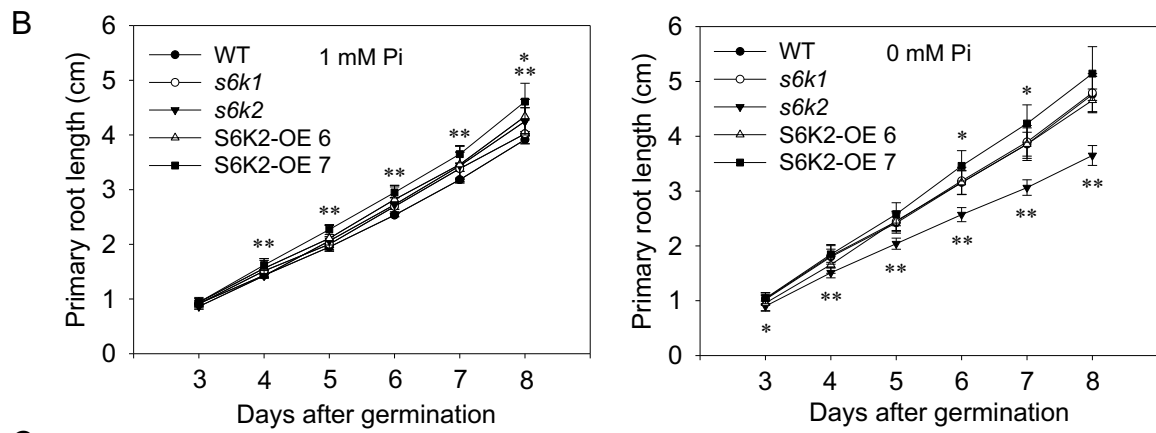 B
Primary root length (cm)
6
5
4
3
2
1
0
WT
s6k1
s6k2
S6K2-OE 6
S6K2-OE 7
1 mM Pi
**
**
**
**
*
**
3 4 5 6 7 8
Days after germination
Primary root length (cm)
6
5
4
3
2
1
0
WT
s6k1
s6k2
S6K2-OE 6
S6K2-OE 7
0 mM Pi
*
*
*
**
**
**
**
**
3 4 5 6 7 8
Days after germination